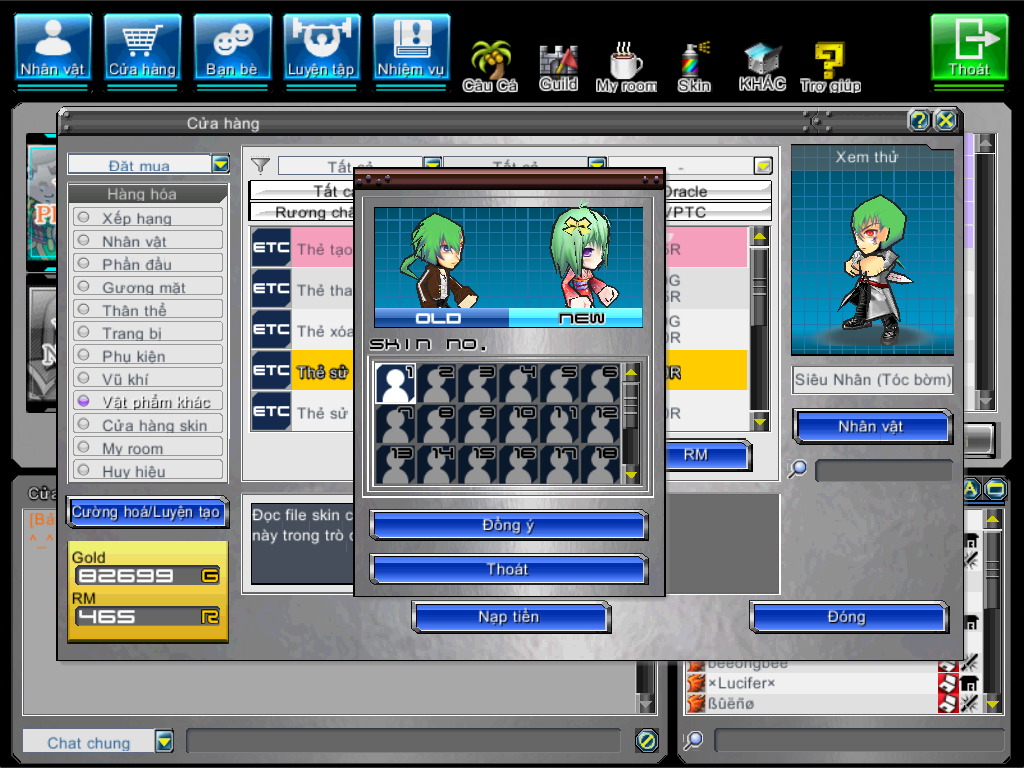 Nhân vật
Cửa hàng
Bạn bè
Luyện tập
Nhiệm vụ
Câu Cá
Guild
My room
Skin
KHÁC
Trợ giúp
Thoát
Cửa hàng
Đặt mua
Hàng hóa
Xếp hạng
Nhân vật
Phần đầu
Gương mặt
Thân thể
Trang bị
Phụ kiện
Vũ khí
Vật phẩm khác
Cửa hàng skin
My room
Huy hiệu
Cường hoá/Luyện tạo
Gold
82699 G
RM
465 R
Tất cả
Tất cả
-
Tất
Oracle
Rương
/PTC
ETC Thẻ tạo
ETC Thẻ
ETC Thẻ xóa
ETC Thẻ sử
ETC Thẻ sử
RM
Đọc file skin
này trong trò
OLD
NEW
SKIN NO.
1 2 3 4 5 6
7 8 9 10 11 12
13 14 15 16 17 18
Đồng ý
Thoát
Nạp tiền
Đóng
Xem thử
Siêu Nhân (Tóc bờm)
Nhân vật
beeongbee
×Lucifer×
ßûëñø
Chat chung